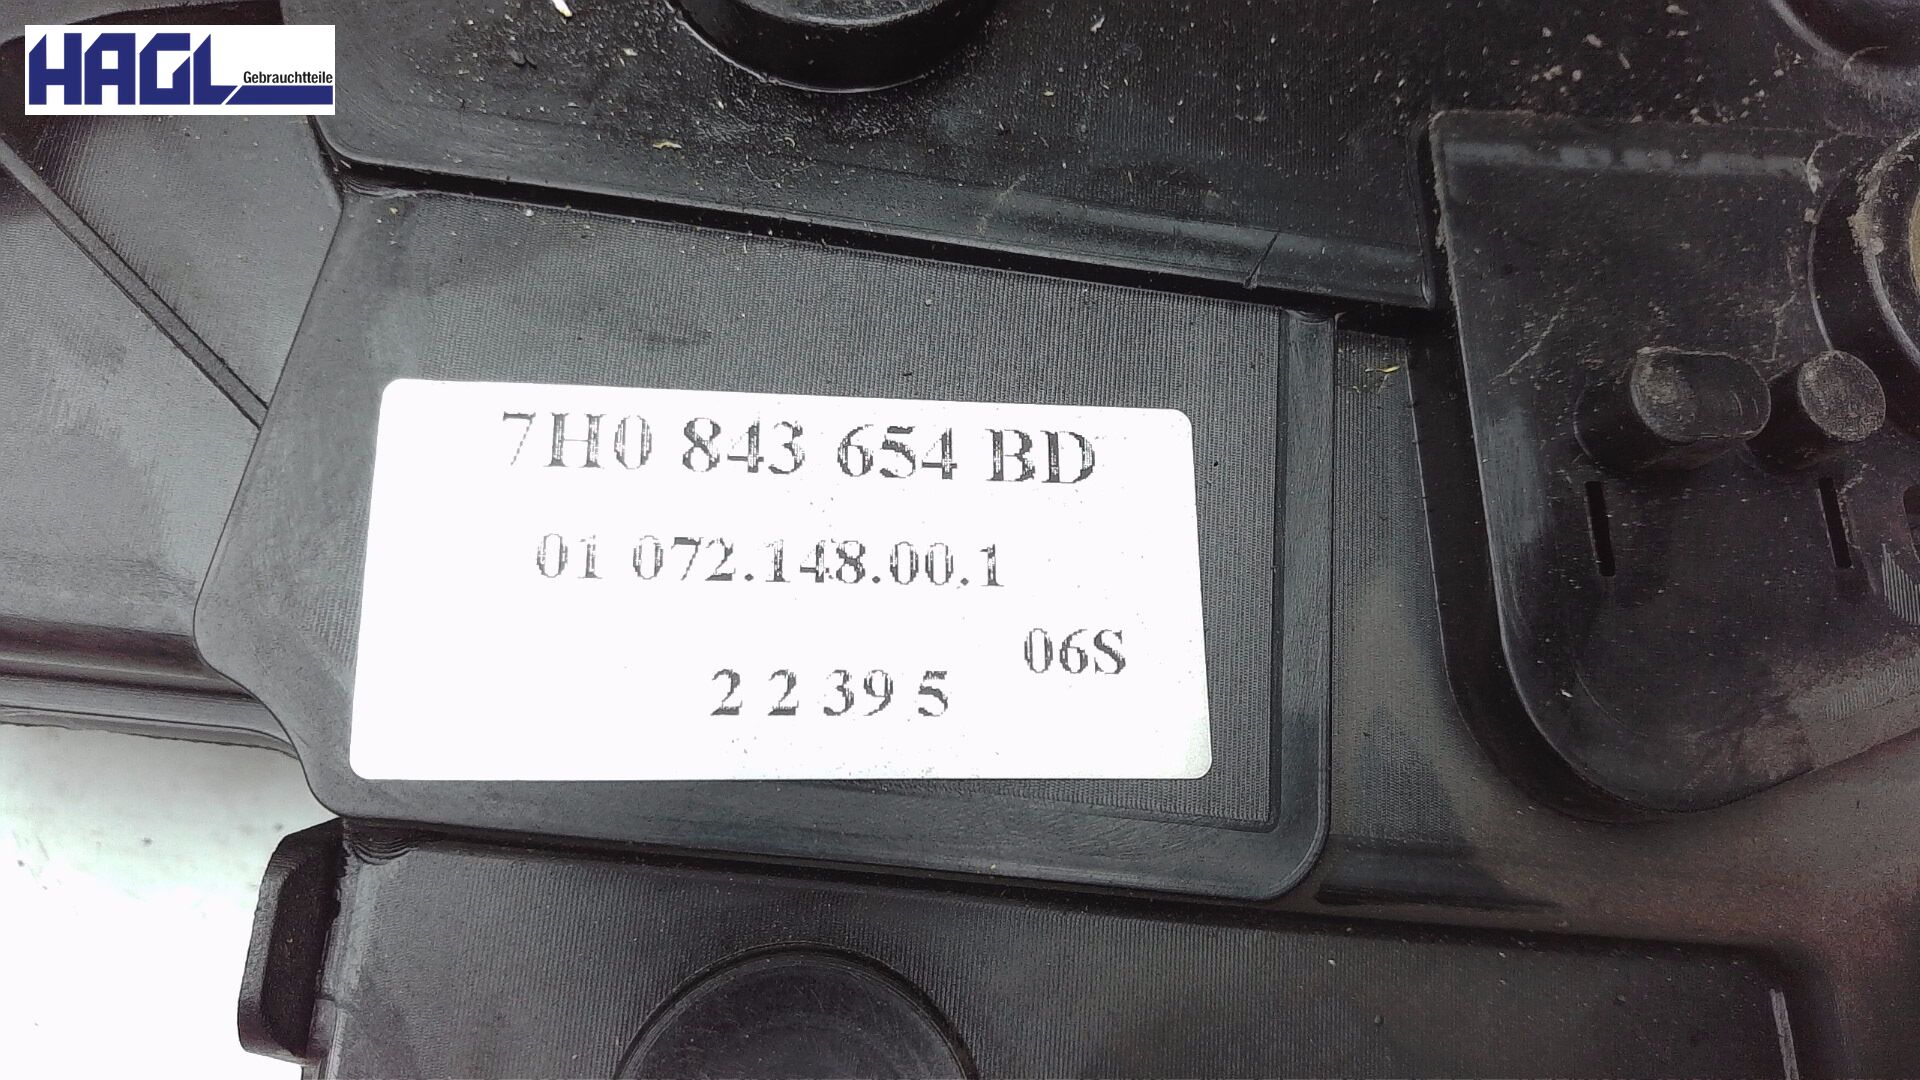 HAGL
Gebrauchtteile
7H0 843 654 BD
01 072.148.00.1
06S
2 2 39 5